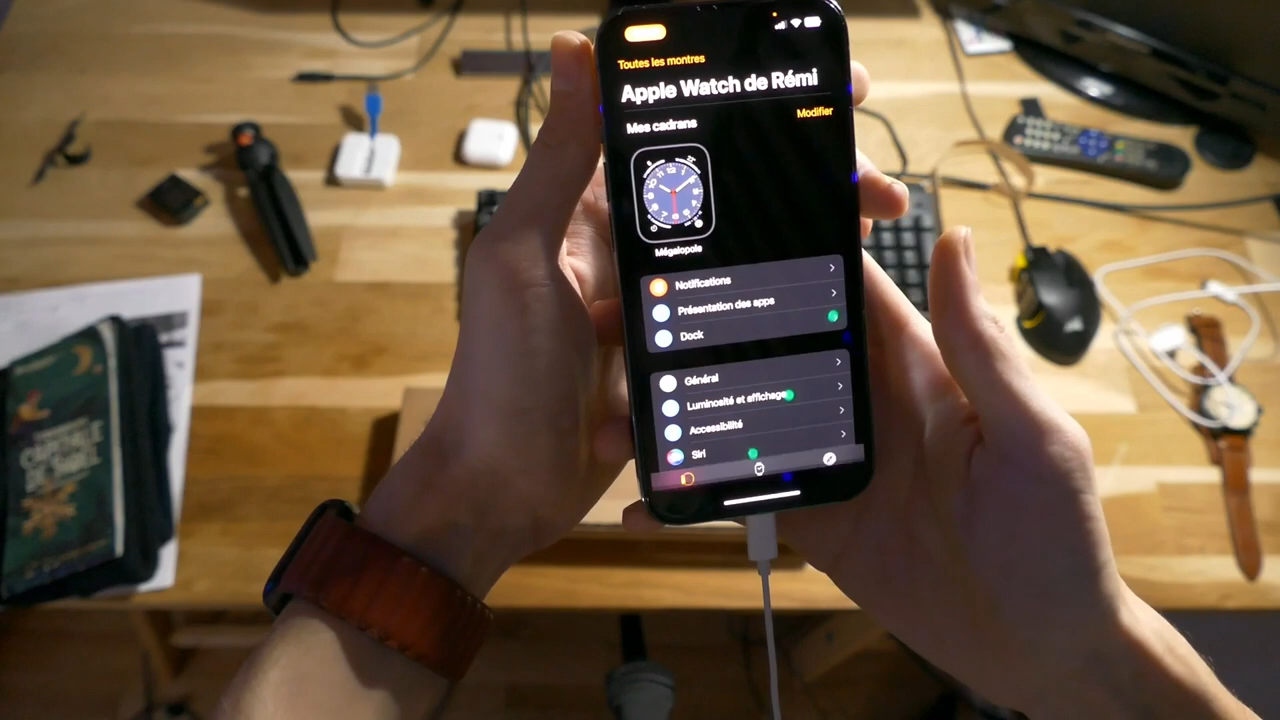 Toutes les montres
Apple Watch de Rémi
Mes cadrans
Modifier
Mégalopole
Notifications
Présentation des apps
Dock
Général
Luminosité et affichage
Accessibilité
Siri
CAPITALE